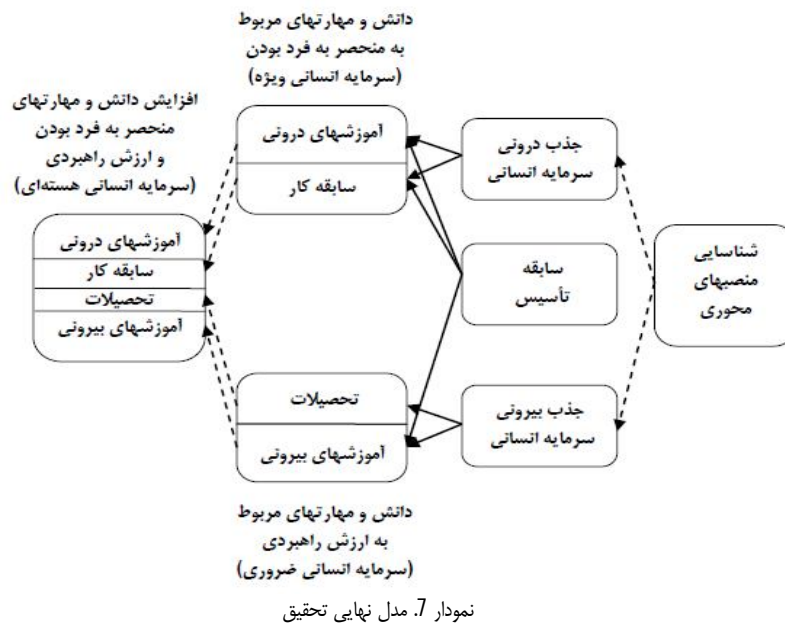 دانش و مهارتهای مربوط
به منحصر به فرد بودن
(سرمایه انسانی ویژه)
افزایش دانش و مهارتهای
منحصر به فرد بودن
و ارزش راهبردی
(سرمایه انسانی هسته‌ای)
شناسایی
منصبهای
محوری
جذب درونی
سرمایه انسانی
سابقه
تأسیس
جذب بیرونی
سرمایه انسانی
آموزشهای درونی
سابقه کار
تحصیلات
آموزشهای بیرونی
آموزشهای درونی
سابقه کار
تحصیلات
آموزشهای بیرونی
دانش و مهارتهای مربوط
به ارزش راهبردی
(سرمایه انسانی ضروری)
نمودار 7. مدل نهایی تحقیق